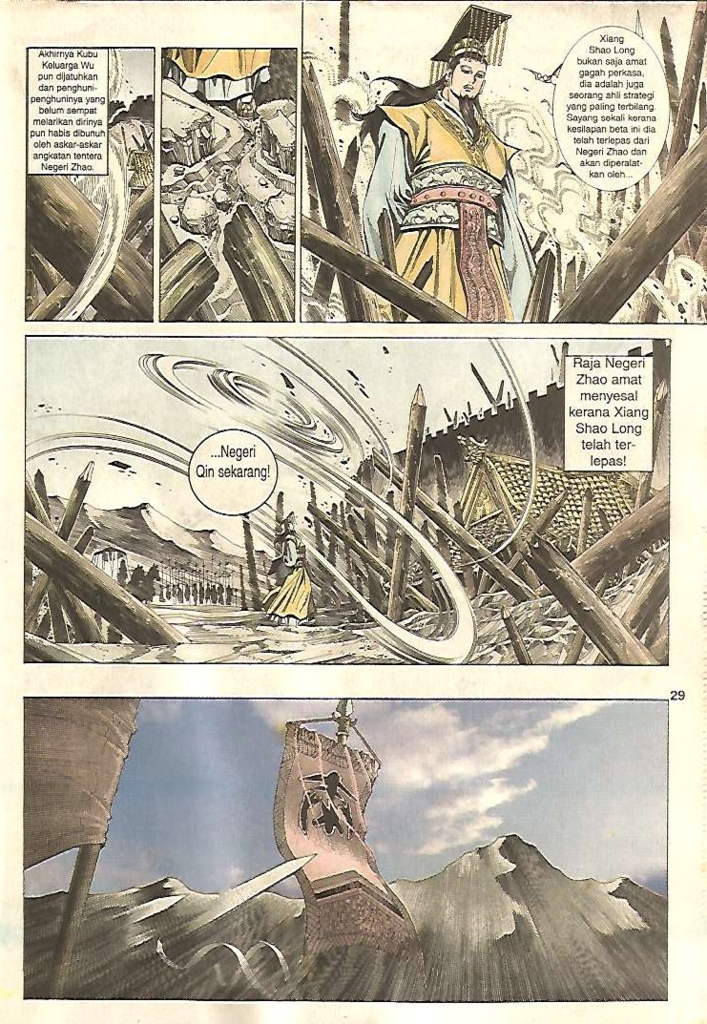 Akhirnya Kubu
Keluarga Wu
pun dijatuhkan
dan penghuni-
penghuninya yang
belum sempat
melarikan dirinya
pun habis dibunuh
oleh askar-askar
angkatan tentera
Negeri Zhao.
Xiang
Shao Long
bukan saja amat
gagah perkasa,
dia adalah juga
seorang ahli strategi
yang paling terbilang.
Sayang sekali kerana
kesilapan beta ini dia
telah terlepas dari
Negeri Zhao dan
akan diperalat-
kan oleh...
...Negeri
Qin sekarang!
Raja Negeri
Zhao amat
menyesal
kerana Xiang
Shao Long
telah ter-
lepas!
29